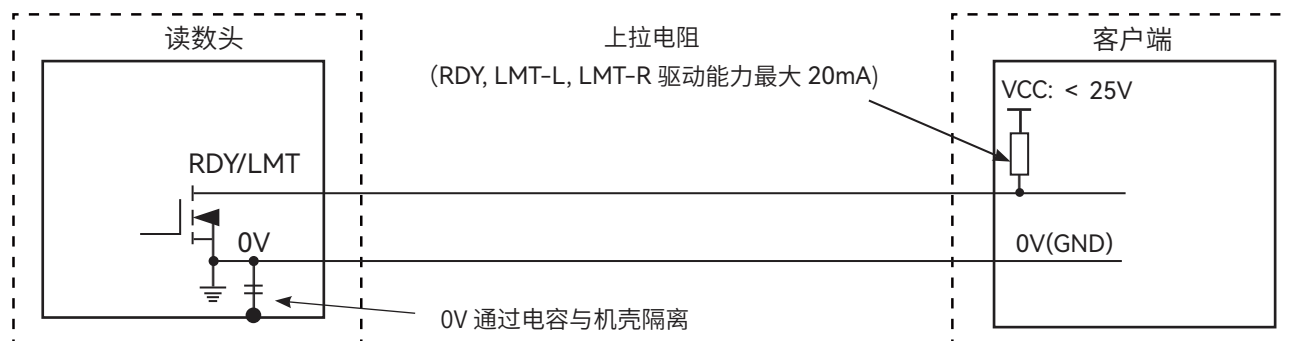 读数头
上拉电阻
客户端
(RDY, LMT-L, LMT-R 驱动能力最大 20mA)
VCC: < 25V
RDY/LMT
0V
0V(GND)
0V 通过电容与机壳隔离